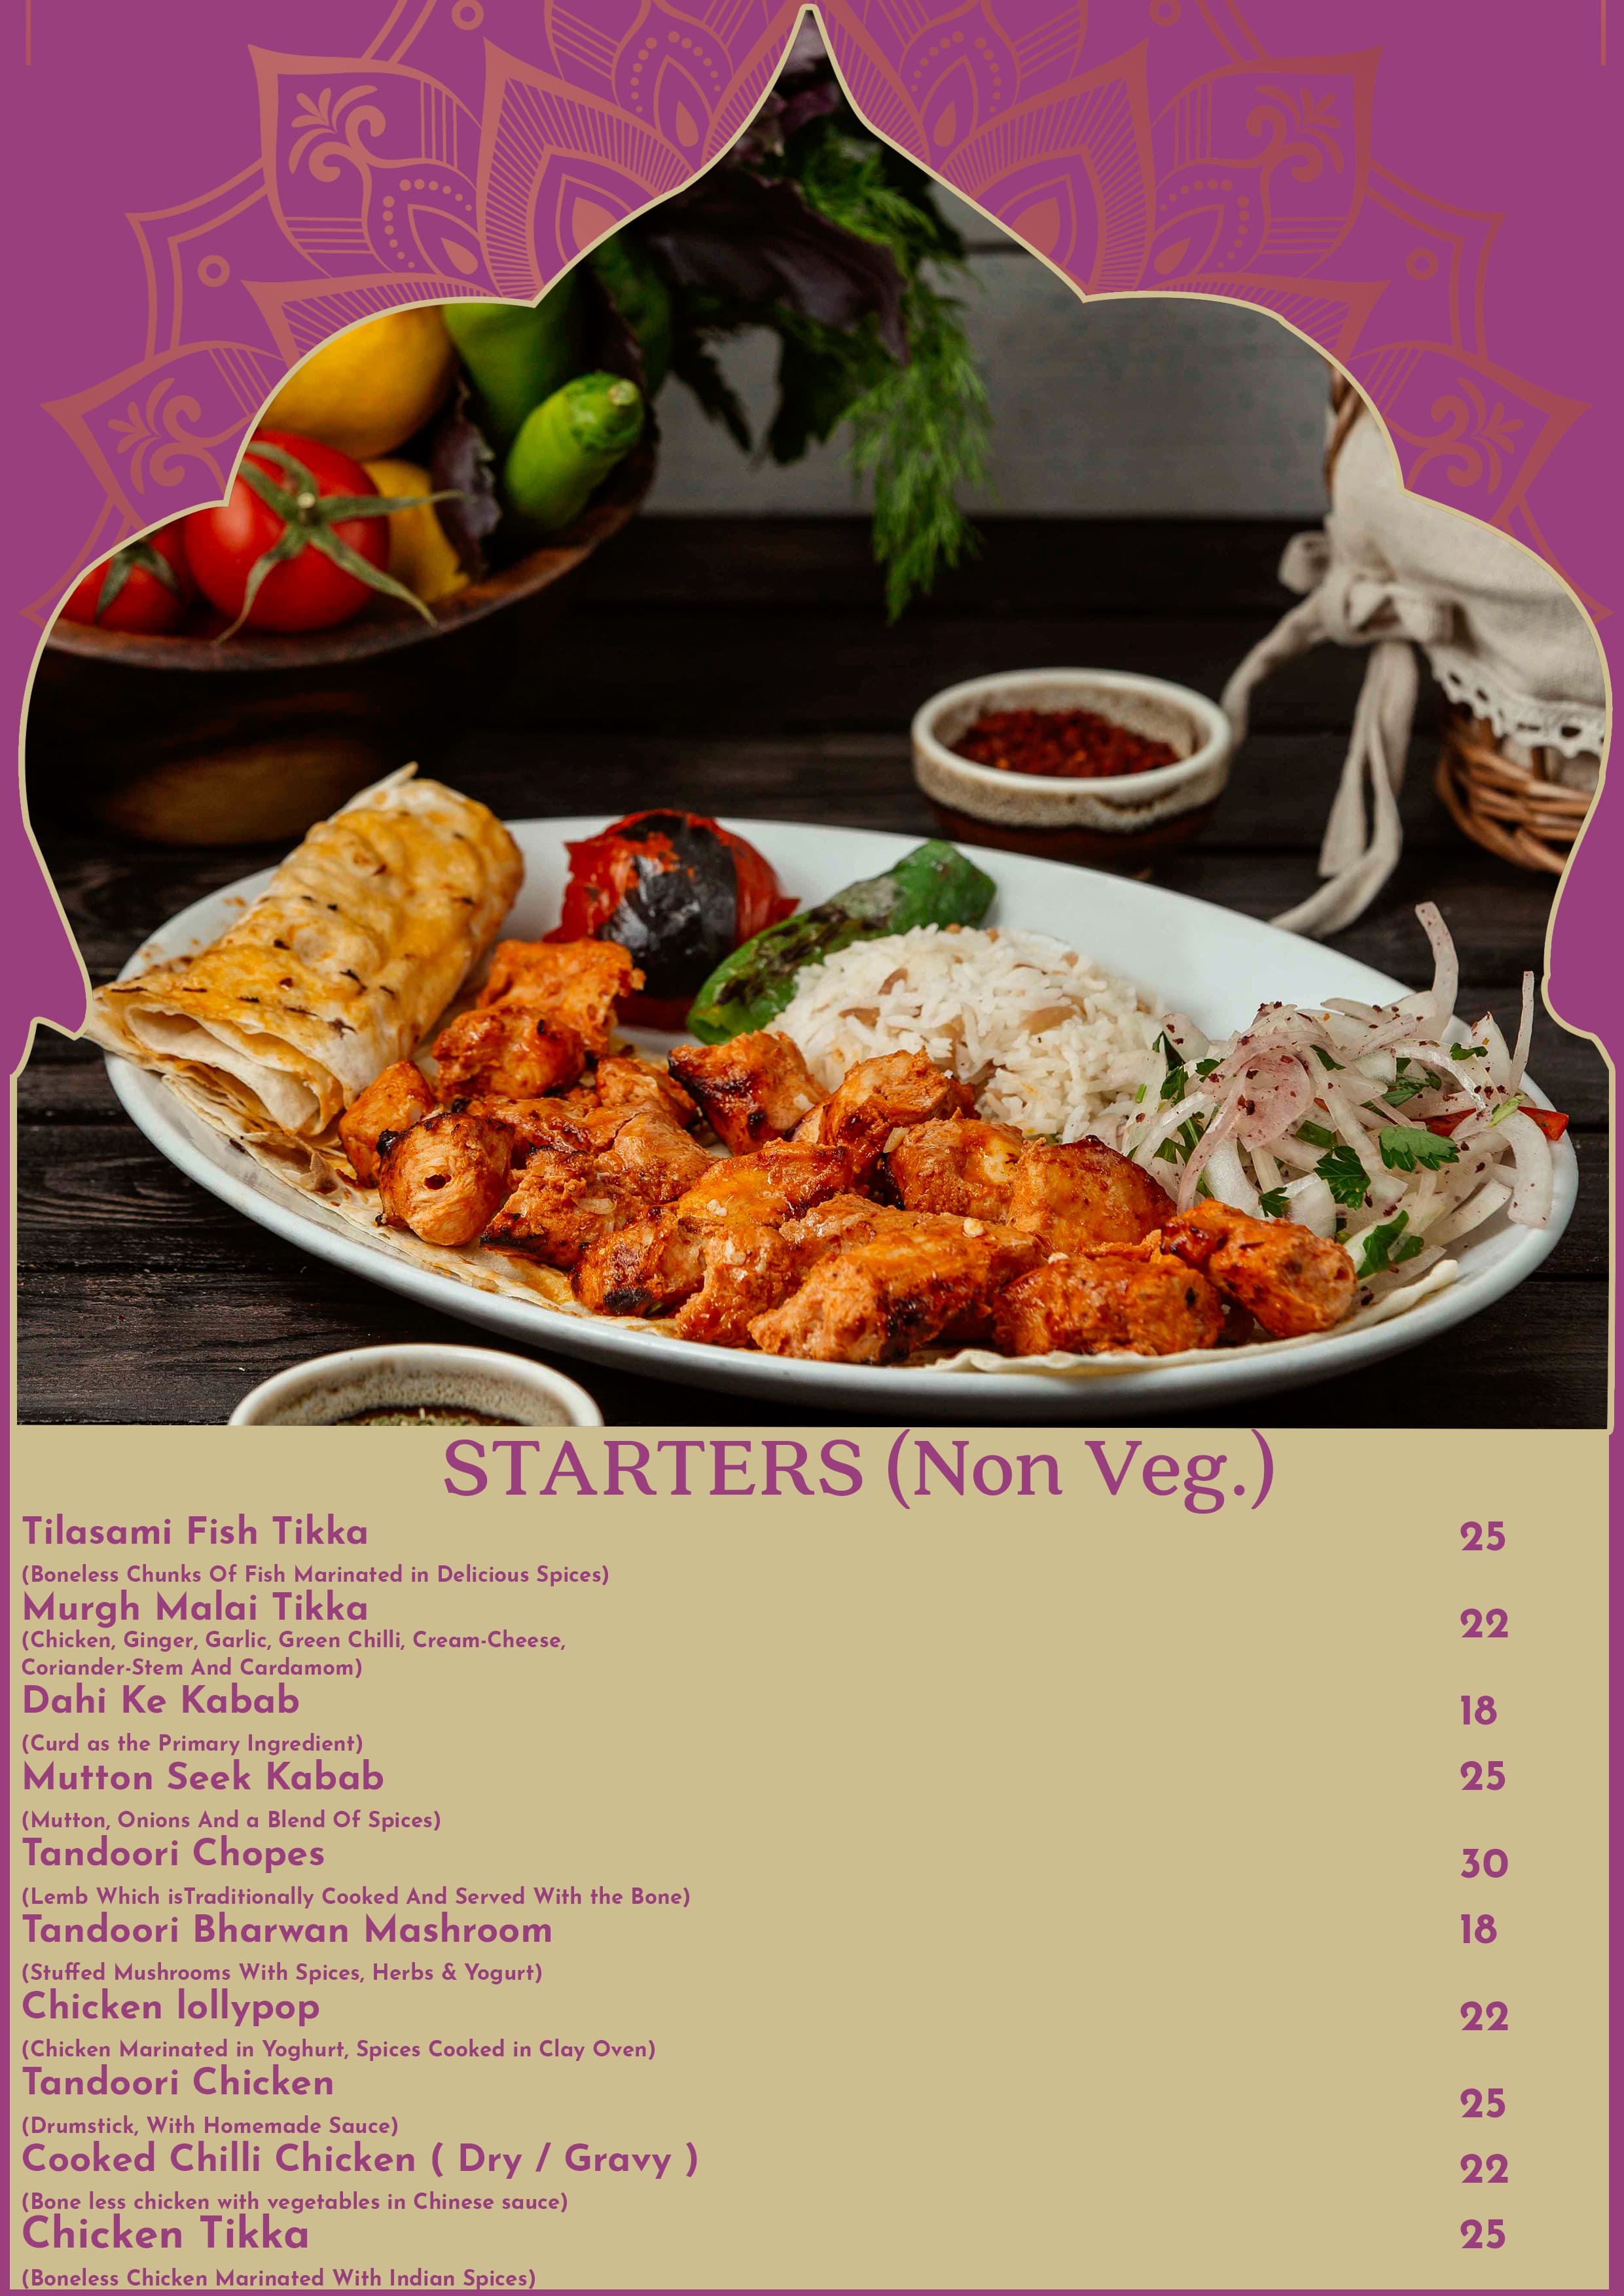 STARTERS (Non Veg.)
Tilasami Fish Tikka 25
(Boneless Chunks Of Fish Marinated in Delicious Spices)
Murgh Malai Tikka 22
(Chicken, Ginger, Garlic, Green Chilli, Cream-Cheese,
Coriander-Stem And Cardamom)
Dahi Ke Kabab 18
(Curd as the Primary Ingredient)
Mutton Seek Kabab 25
(Mutton, Onions And a Blend Of Spices)
Tandoori Chopes 30
(Lemb Which isTraditionally Cooked And Served With the Bone)
Tandoori Bharwan Mashroom 18
(Stuffed Mushrooms With Spices, Herbs & Yogurt)
Chicken lollypop 22
(Chicken Marinated in Yoghurt, Spices Cooked in Clay Oven)
Tandoori Chicken 25
(Drumstick, With Homemade Sauce)
Cooked Chilli Chicken ( Dry / Gravy ) 22
(Bone less chicken with vegetables in Chinese sauce)
Chicken Tikka 25
(Boneless Chicken Marinated With Indian Spices)